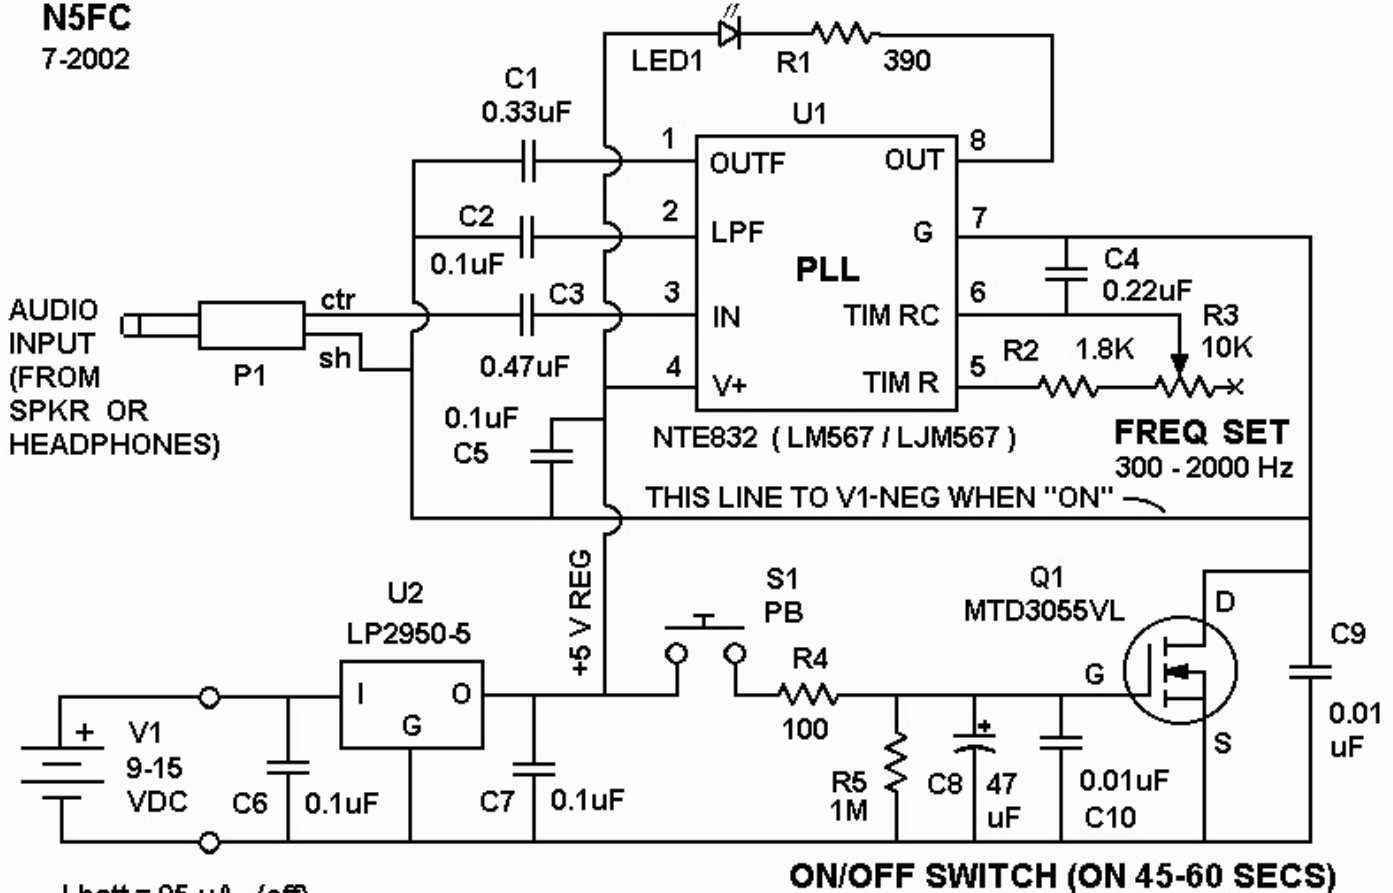 N5FC
7-2002
LED1
R1
390
C1
0.33uF
U1
1
OUTF
OUT
8
C2
0.1uF
2
LPF
G
7
PLL
C4
0.22uF
AUDIO
INPUT
(FROM
SPKR OR
HEADPHONES)
ctr
sh
P1
C3
0.47uF
3
IN
TIM RC
6
R3
10K
R2
1.8K
4
V+
TIM R
5
0.1uF
C5
NTE832 ( LM567 / LJM567 )
FREQ SET
300 - 2000 Hz
THIS LINE TO V1-NEG WHEN "ON"
U2
LP2950-5
+5 V REG
S1
PB
Q1
MTD3055VL
D
G
S
C9
0.01
uF
I
O
G
R4
100
+
V1
9-15
VDC
C6
0.1uF
C7
0.1uF
R5
1M
C8
+
47
uF
0.01uF
C10
ON/OFF SWITCH (ON 45-60 SECS)